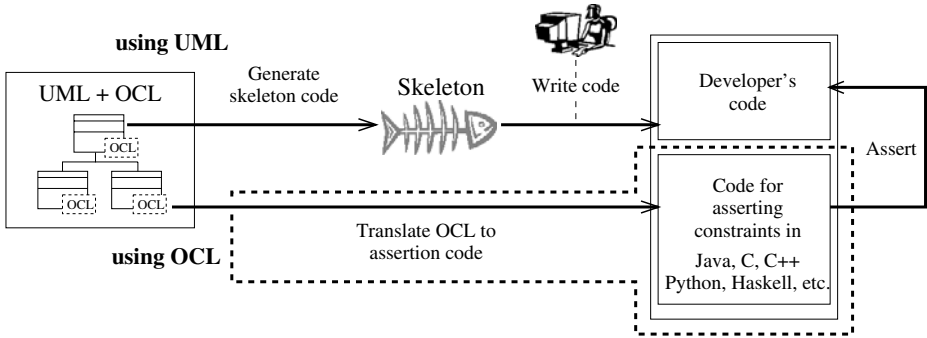 using UML
UML + OCL
OCL
OCL
OCL
using OCL
Generate
skeleton code
Skeleton
Write code
Developer's
code
Assert
Translate OCL to
assertion code
Code for
asserting
constraints in
Java, C, C++
Python, Haskell, etc.